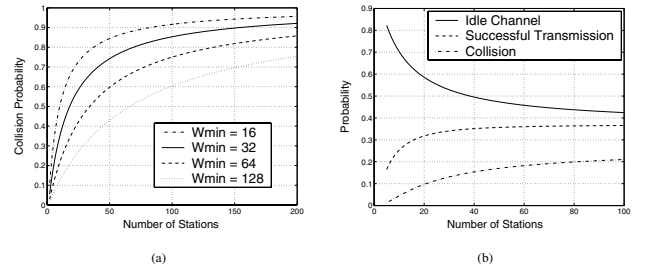 1
0.9
0.8
0.7
0.6
0.5
0.4
0.3
0.2
0.1
0
Collision Probability
Wmin = 16
Wmin = 32
Wmin = 64
Wmin = 128
0
50
100
150
200
Number of Stations
(a)
0.9
0.8
0.7
0.6
0.5
0.4
0.3
0.2
0.1
0
Probability
Idle Channel
Successful Transmission
Collision
0
20
40
60
80
100
Number of Stations
(b)